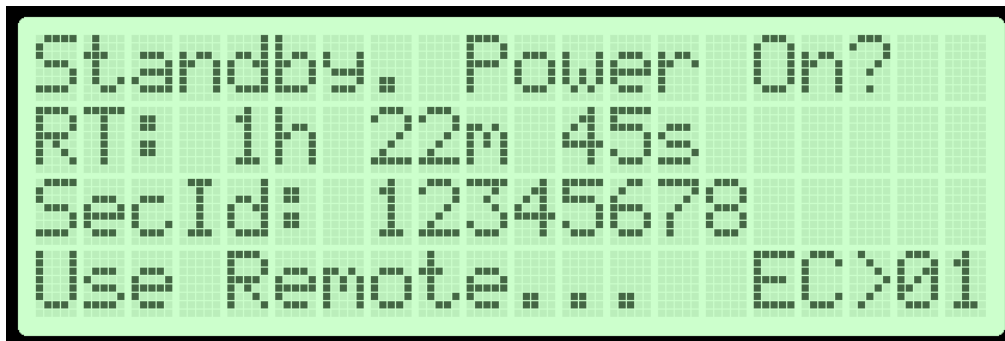 Standby. Power On?
RT: 1h 22m 45s
SecId: 12345678
Use Remote... EC>01